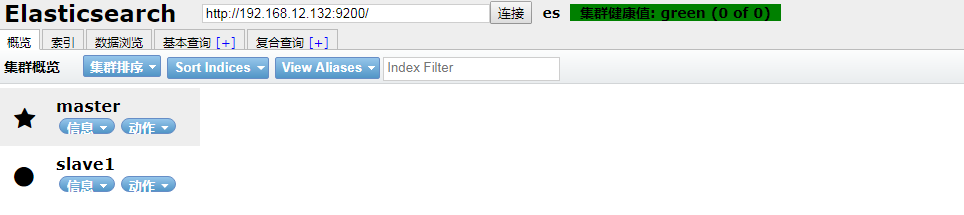 Elasticsearch http://192.168.12.132:9200/ 连接 es 集群健康值: green (0 of 0)
概览 索引 数据浏览 基本查询 [+] 复合查询 [+]
集群概览 集群排序 Sort Indices View Aliases Index Filter
master
信息 动作
slave1
信息 动作